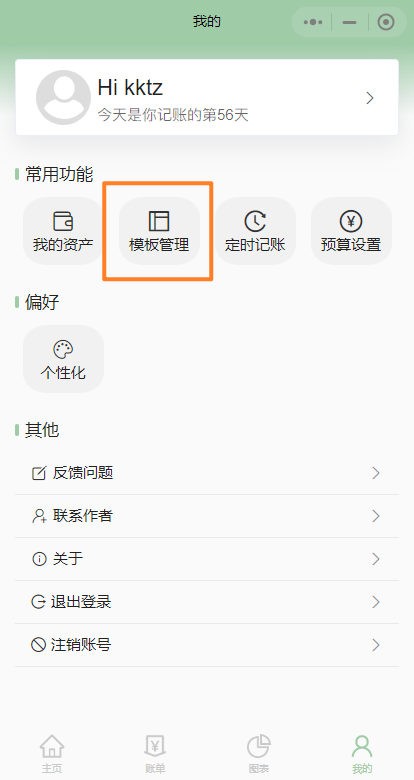 我的
Hi kktz
今天是你记账的第56天
常用功能
我的资产 模板管理 定时记账 预算设置
偏好
个性化
其他
反馈问题
联系作者
关于
退出登录
注销账号
主页 账单 图表 我的